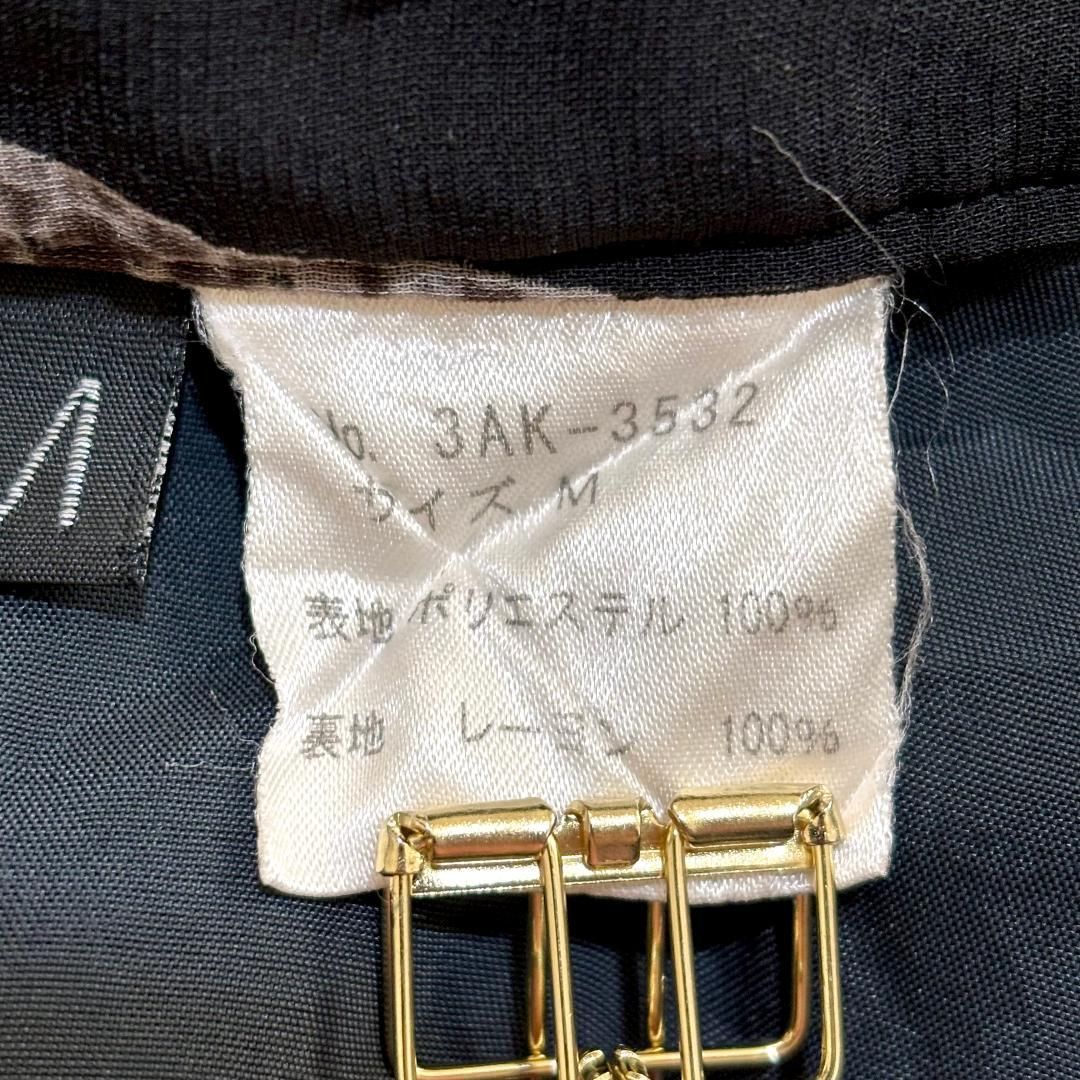 No. 3AK-3532
サイズ M
表地 ポリエステル 100%
裏地 レーヨン 100%